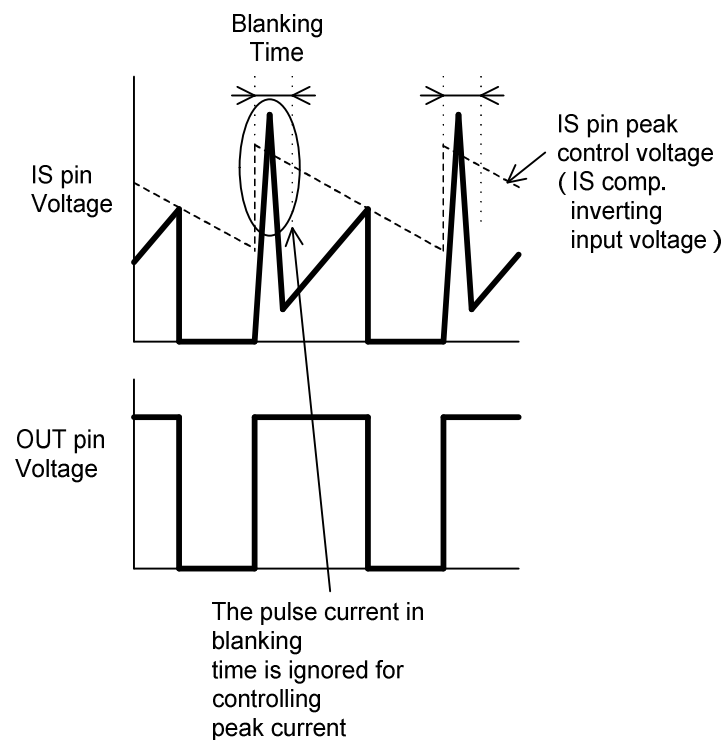 Blanking
Time
IS pin
Voltage
IS pin peak
control voltage
( IS comp.
inverting
input voltage )
OUT pin
Voltage
The pulse current in
blanking
time is ignored for
controlling
peak current